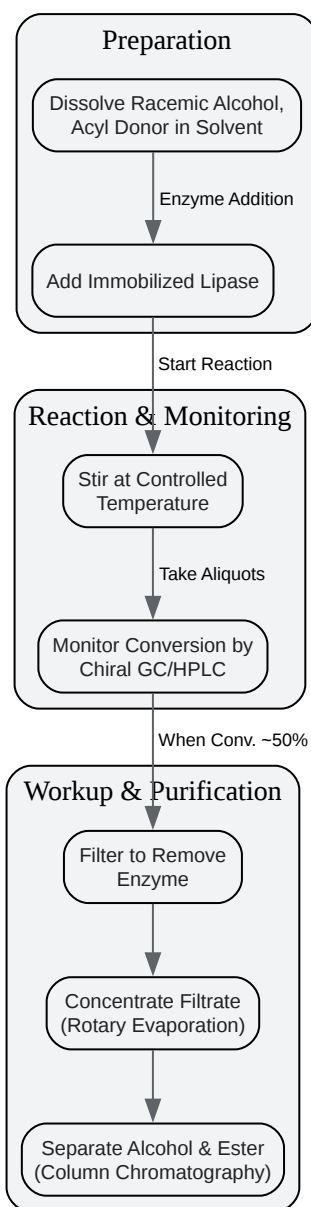 Preparation
Dissolve Racemic Alcohol,
Acyl Donor in Solvent
Enzyme Addition
Add Immobilized Lipase
Start Reaction
Reaction & Monitoring
Stir at Controlled
Temperature
Take Aliquots
Monitor Conversion by
Chiral GC/HPLC
When Conv. ~50%
Workup & Purification
Filter to Remove
Enzyme
Concentrate Filtrate
(Rotary Evaporation)
Separate Alcohol & Ester
(Column Chromatography)